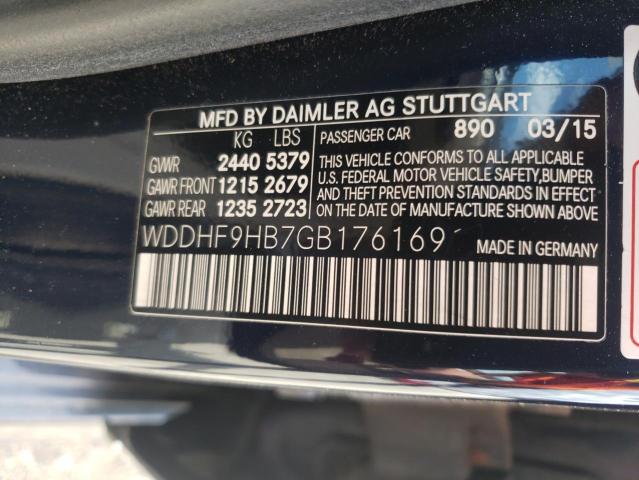 MFD BY DAIMLER AG STUTTGART
KG LBS PASSENGER CAR 890 03/15
GVWR 2440 5379
GAWR FRONT 1215 2679
GAWR REAR 1235 2723
THIS VEHICLE CONFORMS TO ALL APPLICABLE
U.S. FEDERAL MOTOR VEHICLE SAFETY, BUMPER
AND THEFT PREVENTION STANDARDS IN EFFECT
ON THE DATE OF MANUFACTURE SHOWN ABOVE
WDDHF9HB7GB176169 MADE IN GERMANY